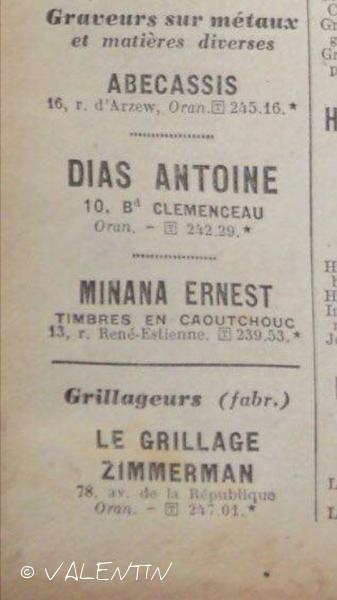 Graveurs sur métaux
et matières diverses
ABECASSIS
16, r. d'Arzew, Oran. T 245.16.*
DIAS ANTOINE
10, Bd CLEMENCEAU
Oran. - T 242.29.*
MINANA ERNEST
TIMBRES EN CAOUTCHOUC
13, r. René-Estienne. T 239.53.*
Grillageurs (fabr.)
LE GRILLAGE
ZIMMERMAN
78, av. de la République
Oran. - T 247.01.*
© VALENTIN